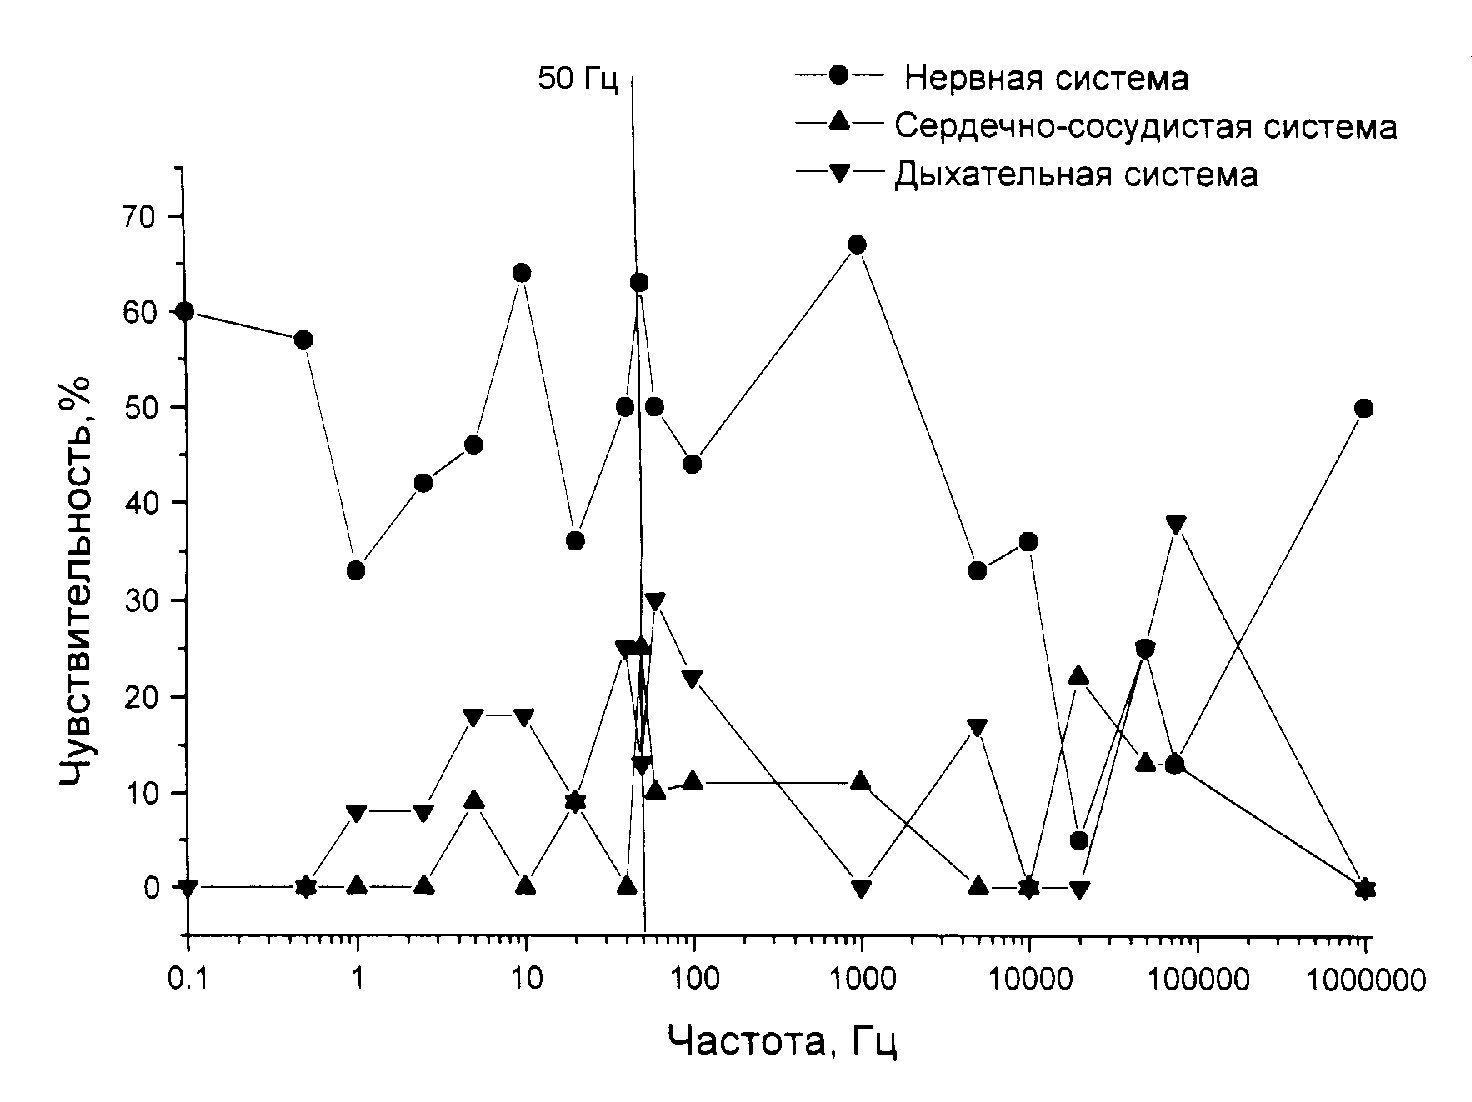 50 Гц
Нервная система
Сердечно-сосудистая система
Дыхательная система
Чувствительность,%
70
60
50
40
30
20
10
0
0.1 1 10 100 1000 10000 100000 1000000
Частота, Гц